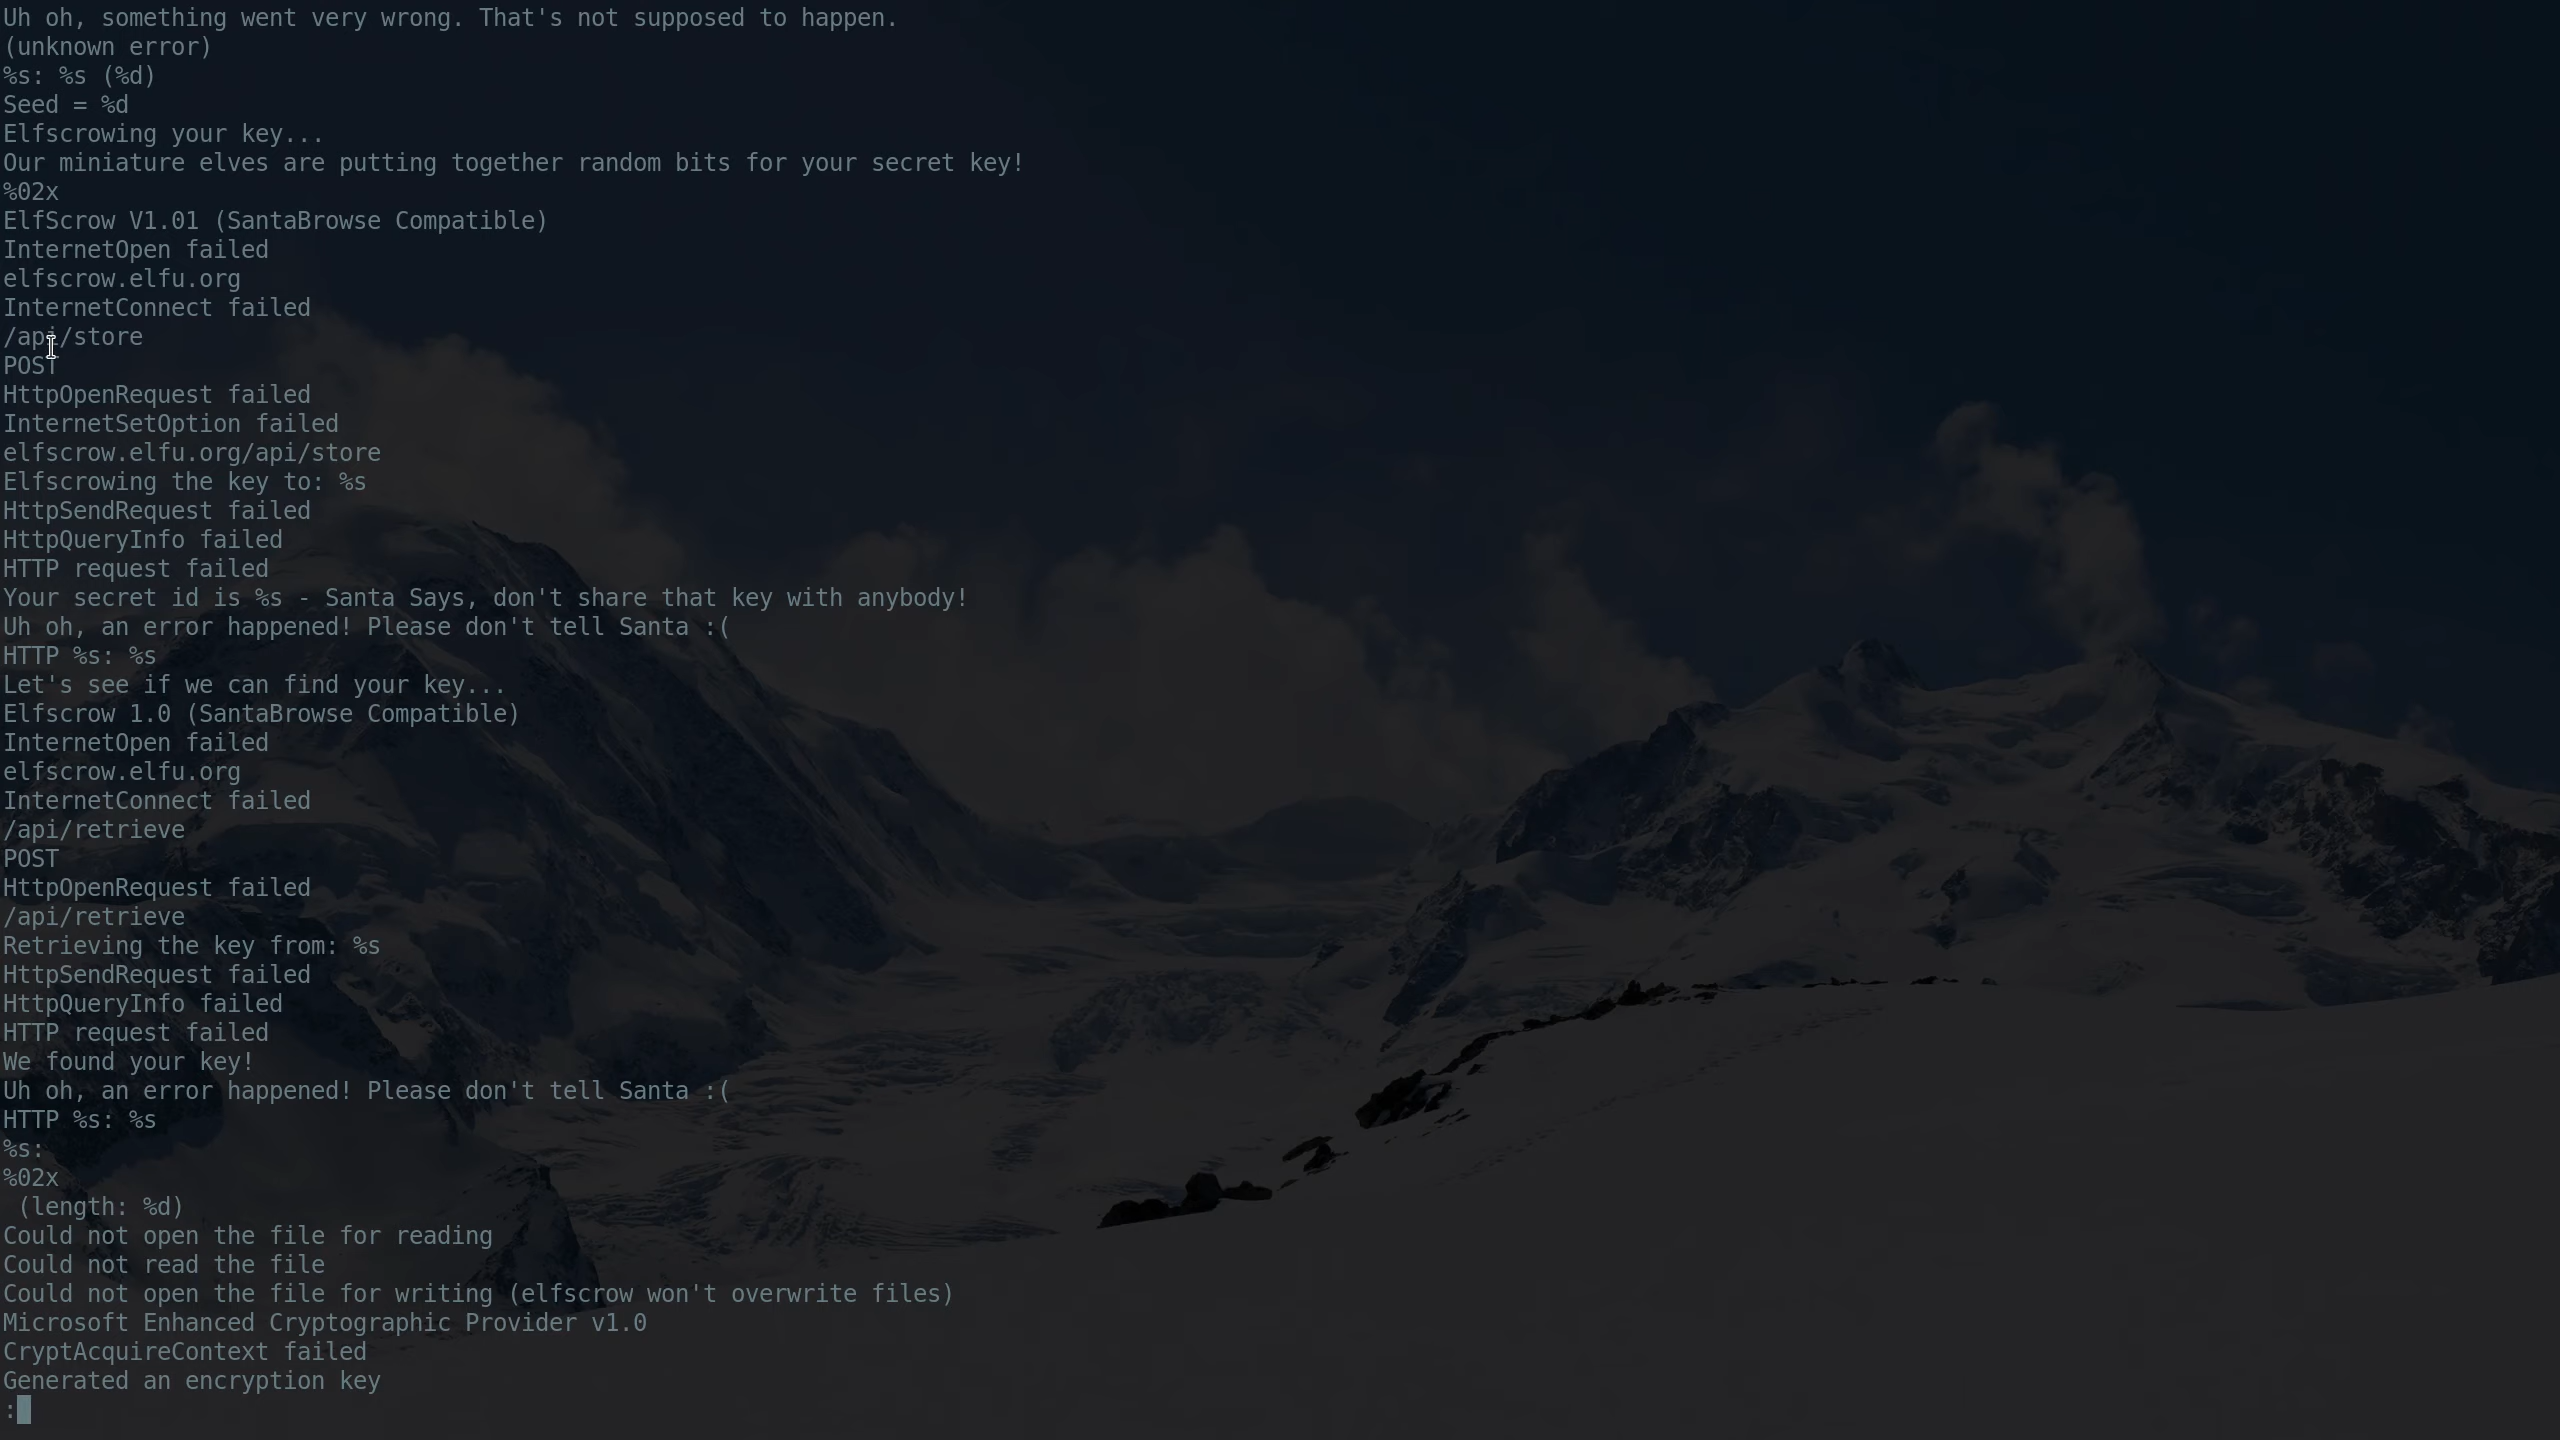 Uh oh, something went very wrong. That's not supposed to happen.
(unknown error)
%s: %s (%d)
Seed = %d
Elfscrowing your key...
Our miniature elves are putting together random bits for your secret key!
%02x
ElfScrow V1.01 (SantaBrowse Compatible)
InternetOpen failed
elfscrow.elfu.org
InternetConnect failed
/api/store
POST
HttpOpenRequest failed
InternetSetOption failed
elfscrow.elfu.org/api/store
Elfscrowing the key to: %s
HttpSendRequest failed
HttpQueryInfo failed
HTTP request failed
Your secret id is %s - Santa Says, don't share that key with anybody!
Uh oh, an error happened! Please don't tell Santa :(
HTTP %s: %s
Let's see if we can find your key...
Elfscrow 1.0 (SantaBrowse Compatible)
InternetOpen failed
elfscrow.elfu.org
InternetConnect failed
/api/retrieve
POST
HttpOpenRequest failed
/api/retrieve
Retrieving the key from: %s
HttpSendRequest failed
HttpQueryInfo failed
HTTP request failed
We found your key!
Uh oh, an error happened! Please don't tell Santa :(
HTTP %s: %s
%s:
%02x
 (length: %d)
Could not open the file for reading
Could not read the file
Could not open the file for writing (elfscrow won't overwrite files)
Microsoft Enhanced Cryptographic Provider v1.0
CryptAcquireContext failed
Generated an encryption key
: